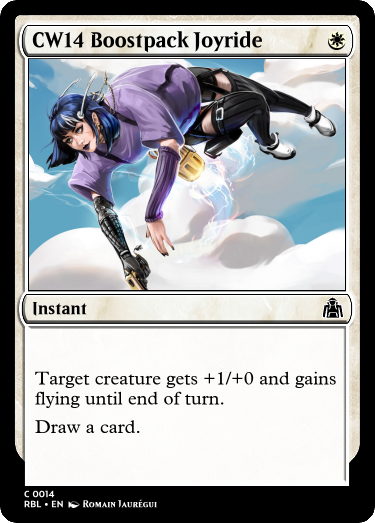 CW14 Boostpack Joyride
Instant
Target creature gets +1/+0 and gains
flying until end of turn.
Draw a card.
C 0014
RBL • EN Romain Jaurégui